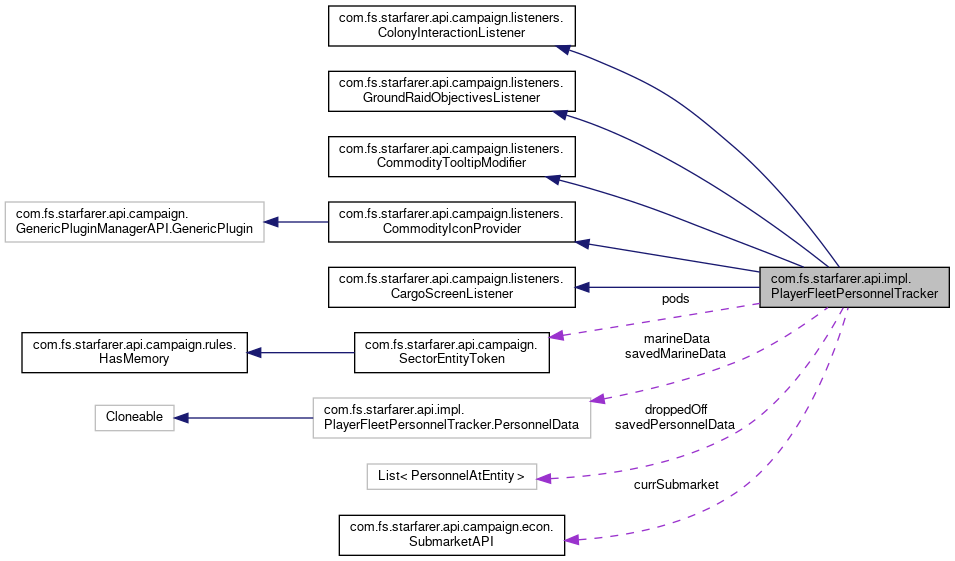 com.fs.starfarer.api.campaign.listeners.
ColonyInteractionListener
com.fs.starfarer.api.campaign.listeners.
GroundRaidObjectivesListener
com.fs.starfarer.api.campaign.listeners.
CommodityTooltipModifier
com.fs.starfarer.api.campaign.
GenericPluginManagerAPI.GenericPlugin
com.fs.starfarer.api.campaign.listeners.
CommodityIconProvider
com.fs.starfarer.api.impl.
PlayerFleetPersonnelTracker
com.fs.starfarer.api.campaign.listeners.
CargoScreenListener
pods
com.fs.starfarer.api.campaign.rules.
HasMemory
com.fs.starfarer.api.campaign.
SectorEntityToken
marineData
savedMarineData
Cloneable
com.fs.starfarer.api.impl.
PlayerFleetPersonnelTracker.PersonnelData
droppedOff
savedPersonnelData
List< PersonnelAtEntity >
currSubmarket
com.fs.starfarer.api.campaign.econ.
SubmarketAPI